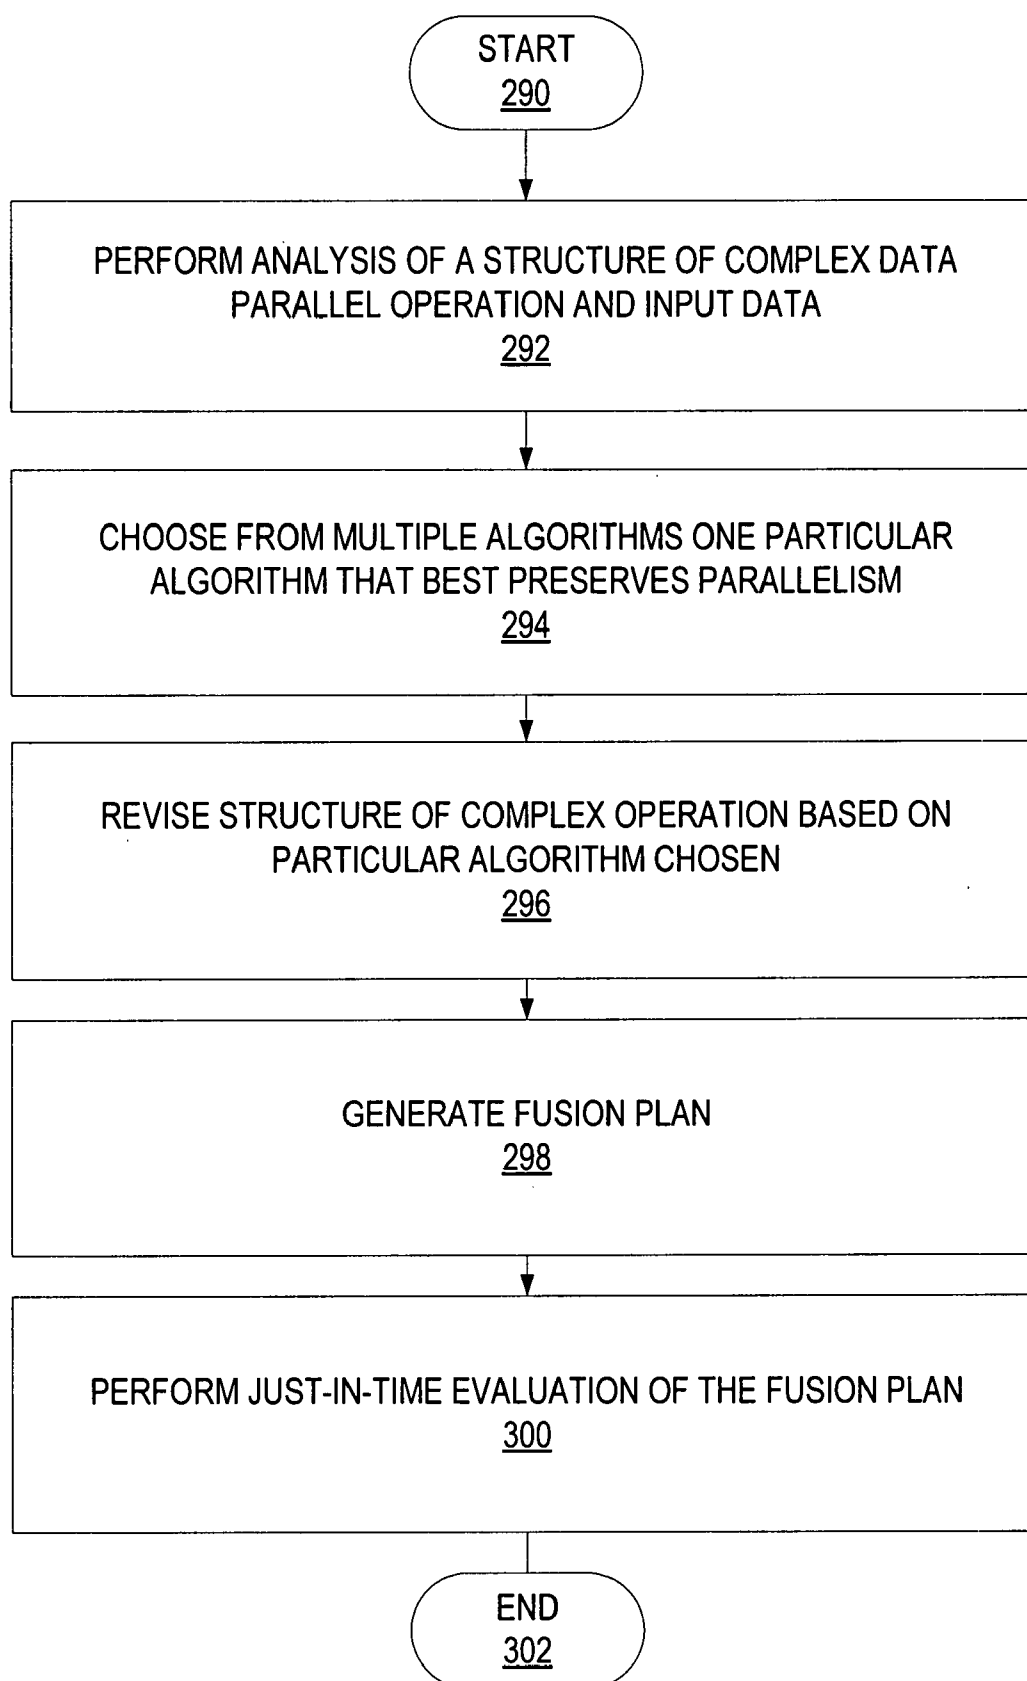 START
290
PERFORM ANALYSIS OF A STRUCTURE OF COMPLEX DATA
PARALLEL OPERATION AND INPUT DATA
292
CHOOSE FROM MULTIPLE ALGORITHMS ONE PARTICULAR
ALGORITHM THAT BEST PRESERVES PARALLELISM
294
REVISE STRUCTURE OF COMPLEX OPERATION BASED ON
PARTICULAR ALGORITHM CHOSEN
296
GENERATE FUSION PLAN
298
PERFORM JUST-IN-TIME EVALUATION OF THE FUSION PLAN
300
END
302